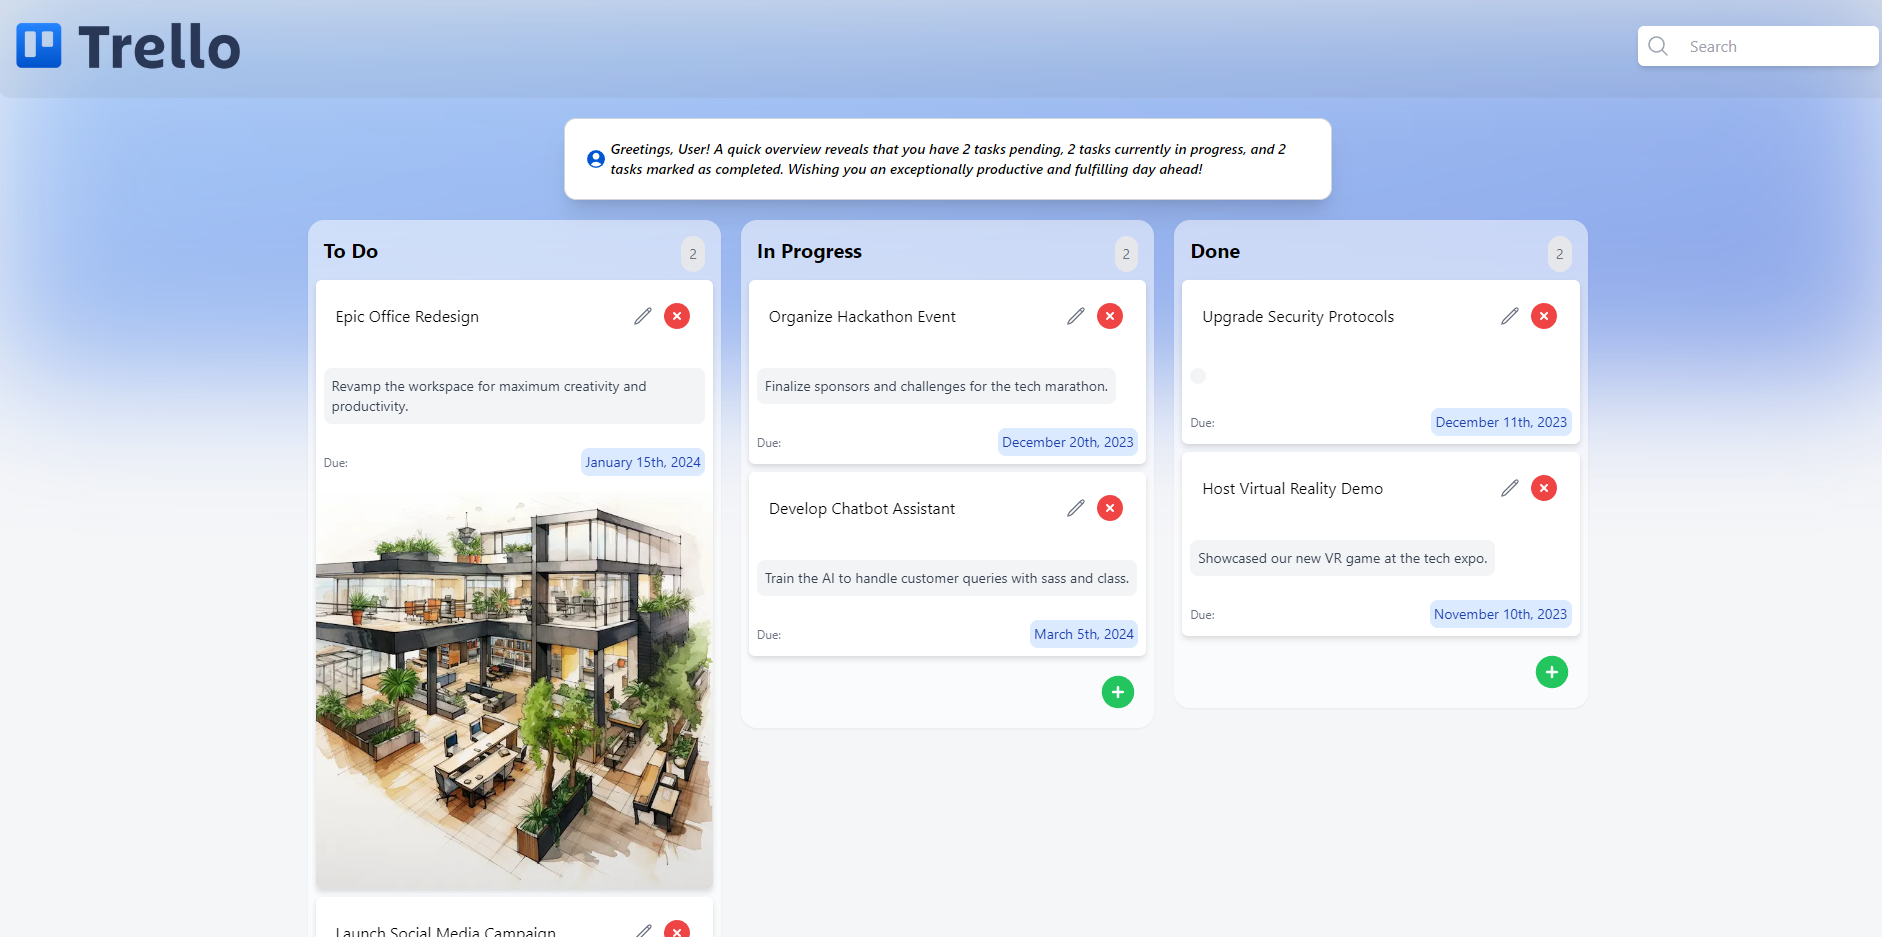 Trello
Search
Greetings, User! A quick overview reveals that you have 2 tasks pending, 2 tasks currently in progress, and 2
tasks marked as completed. Wishing you an exceptionally productive and fulfilling day ahead!
To Do
2
Epic Office Redesign
Revamp the workspace for maximum creativity and
productivity.
Due:
January 15th, 2024
Launch Social Media Campaign
In Progress
2
Organize Hackathon Event
Finalize sponsors and challenges for the tech marathon.
Due:
December 20th, 2023
Develop Chatbot Assistant
Train the AI to handle customer queries with sass and class.
Due:
March 5th, 2024
Done
2
Upgrade Security Protocols
Due:
December 11th, 2023
Host Virtual Reality Demo
Showcased our new VR game at the tech expo.
Due:
November 10th, 2023